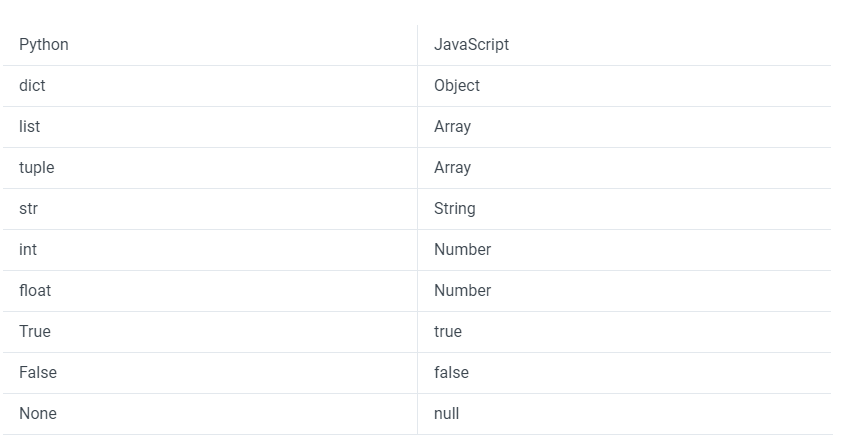 Python JavaScript
dict Object
list Array
tuple Array
str String
int Number
float Number
True true
False false
None null